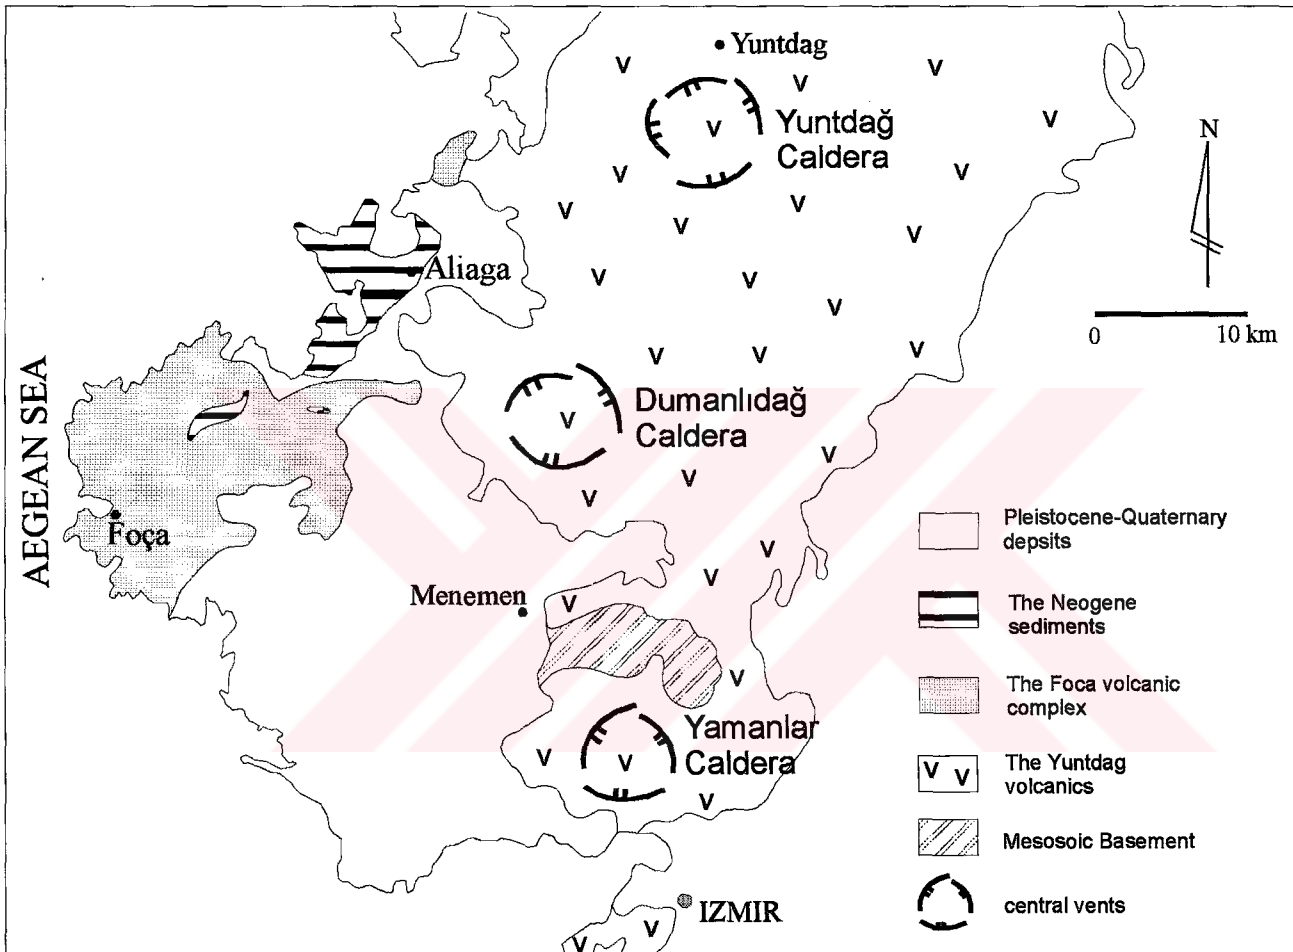 Yuntdag
Yuntdağ
Caldera
N
0 10 km
Aliaga
AEGEAN SEA
Dumanlıdağ
Caldera
Foça
Menemen
Yamanlar
Caldera
IZMIR
Pleistocene-Quaternary
depsits
The Neogene
sediments
The Foca volcanic
complex
V V
The Yuntdag
volcanics
Mesosoic Basement
central vents